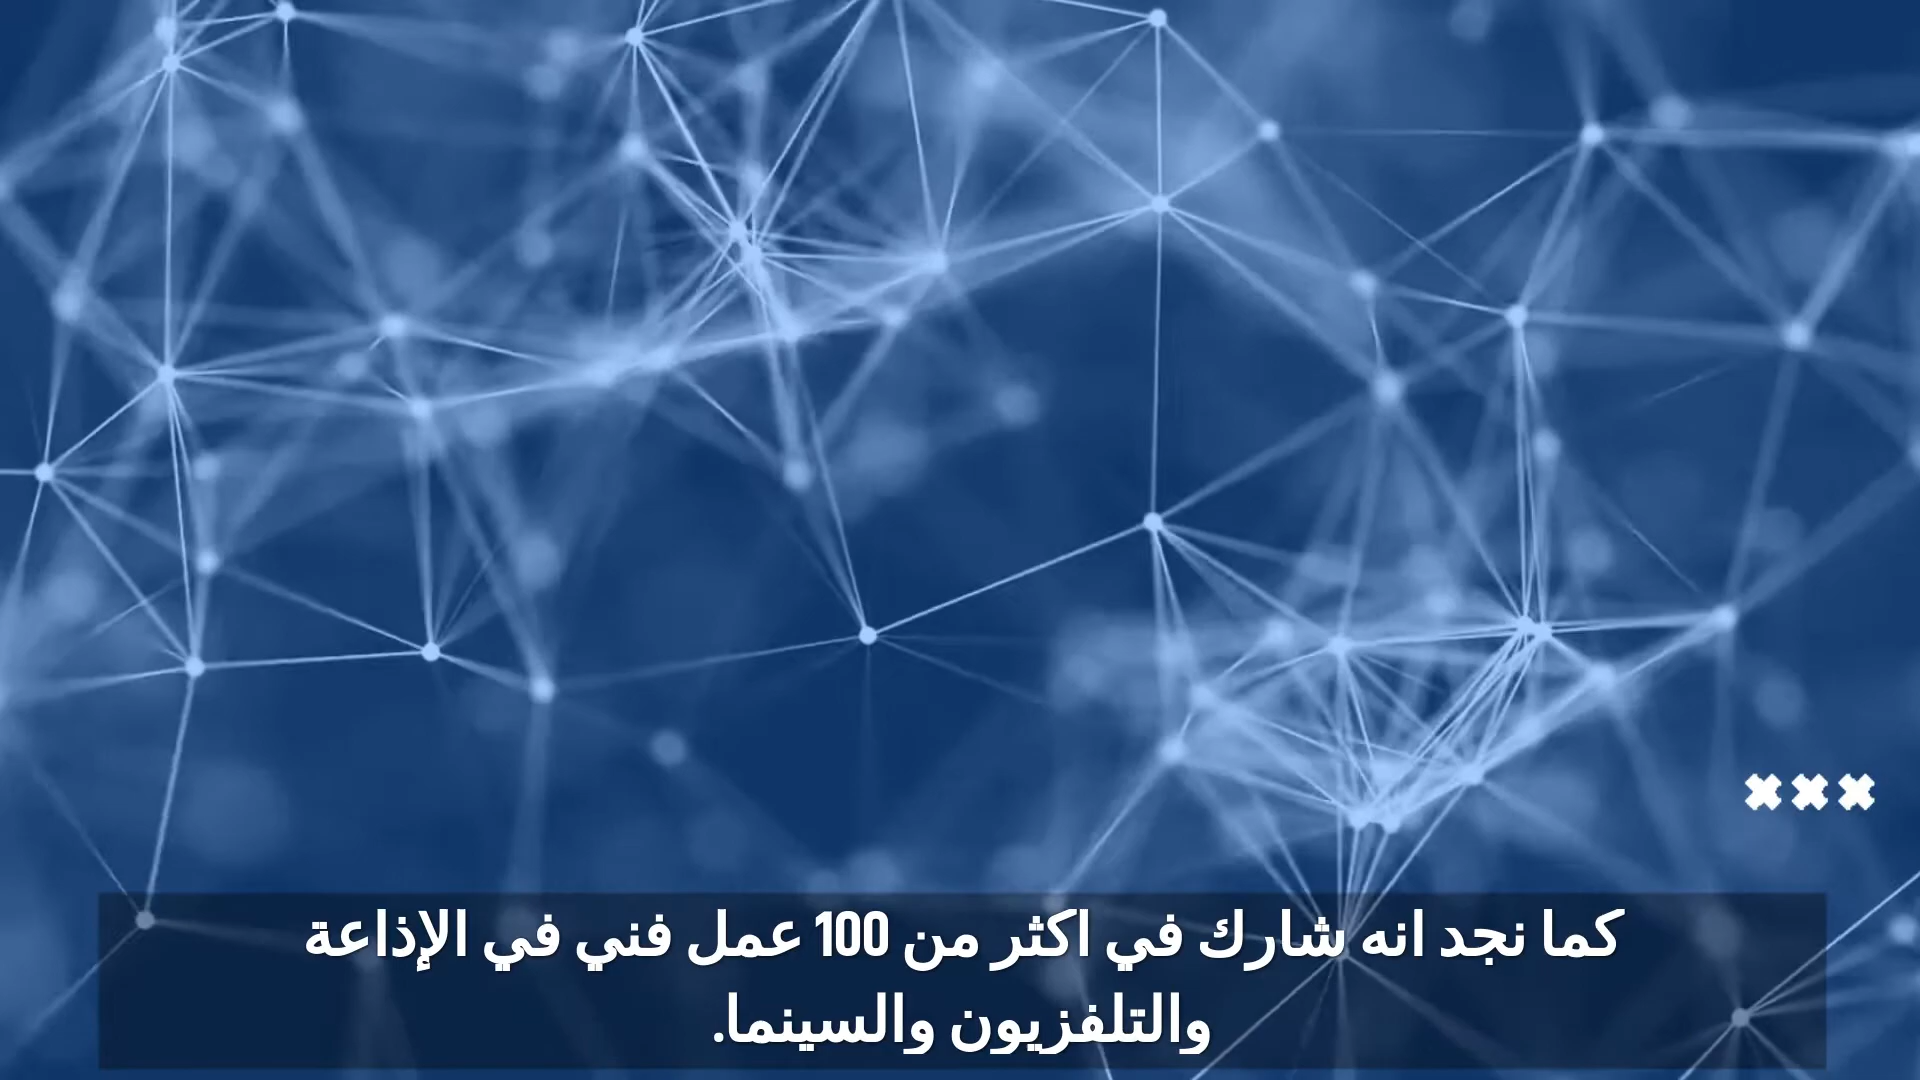 كما نجد انه شارك في اكثر من 100 عمل فني في الإذاعة
والتلفزيون والسينما.